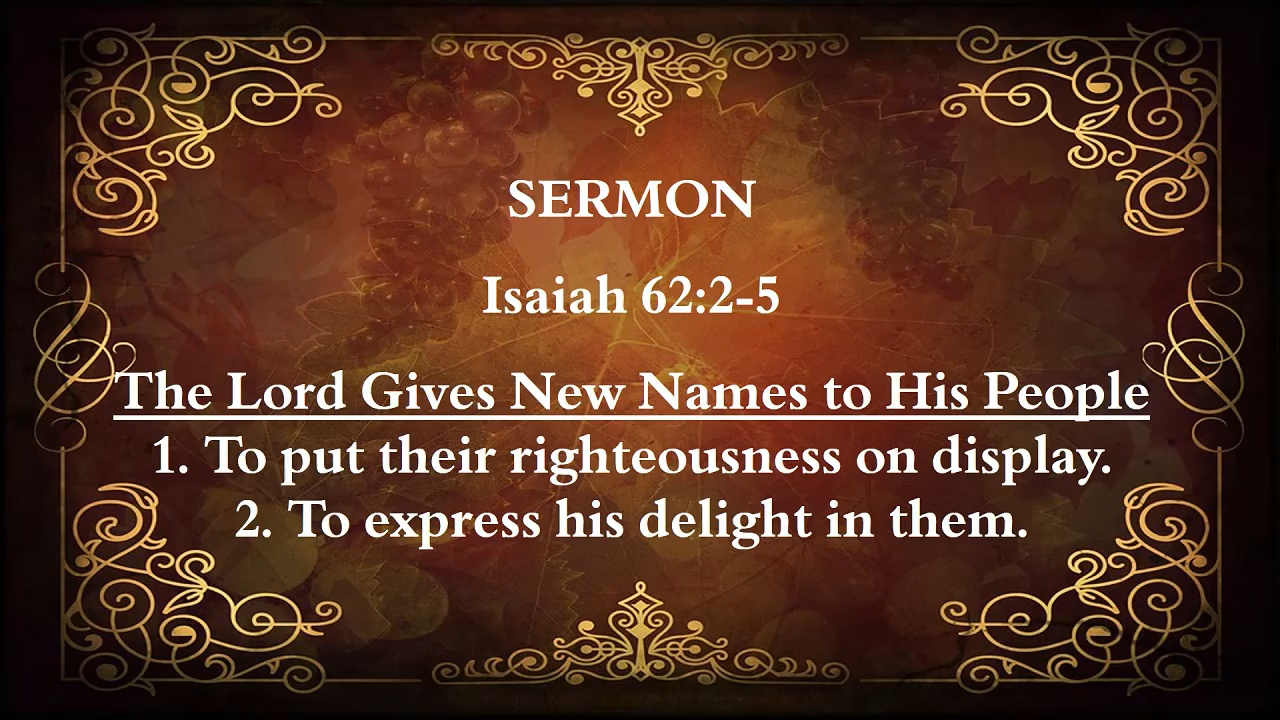 SERMON
Isaiah 62:2-5
The Lord Gives New Names to His People
1. To put their righteousness on display.
2. To express his delight in them.